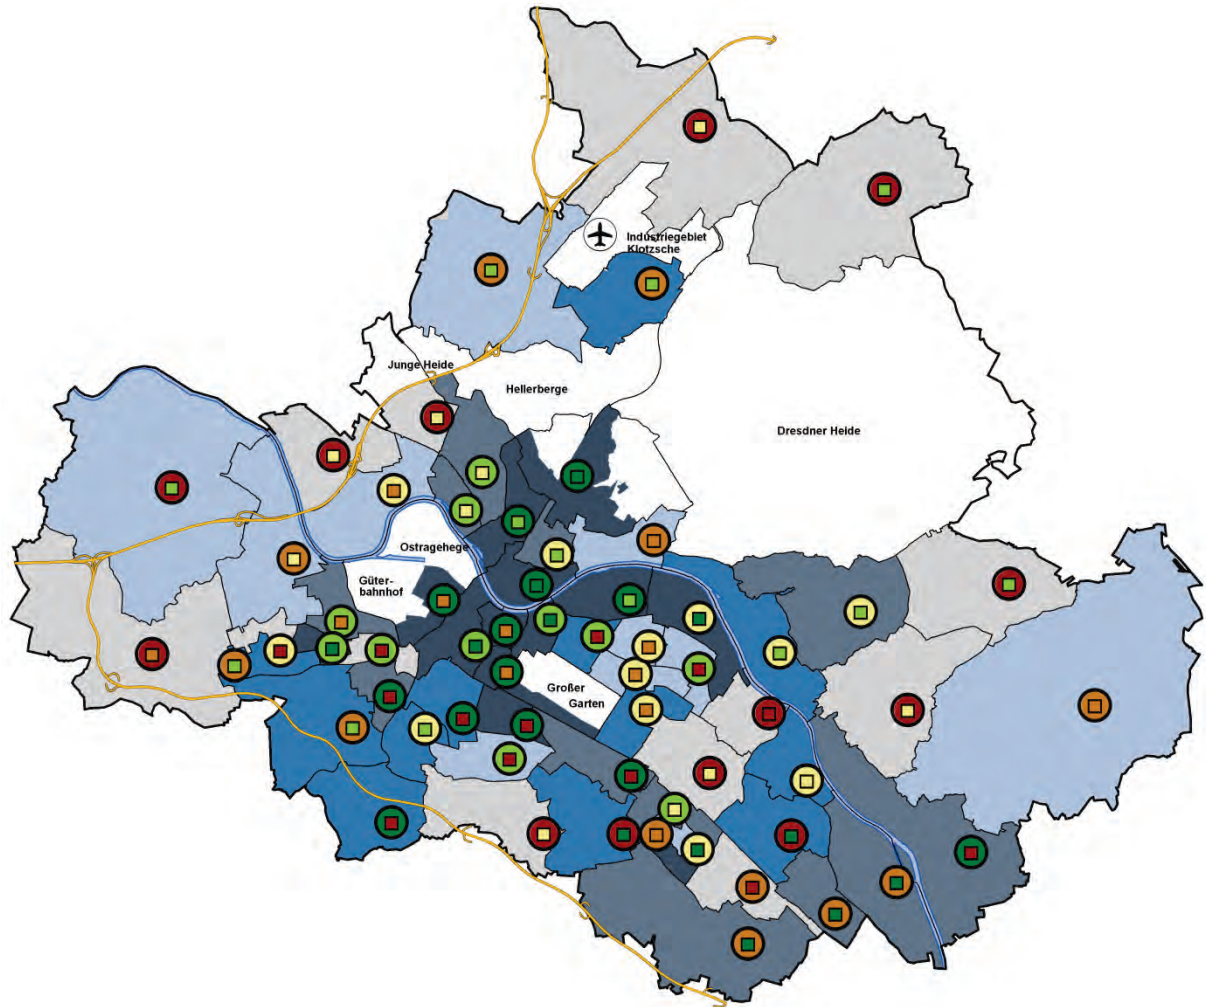 Industriegebiet
Klotzsche
Junge Heide
Hellerberge
Dresdner Heide
Ostragehege
Güter-
bahnhof
Großer
Garten